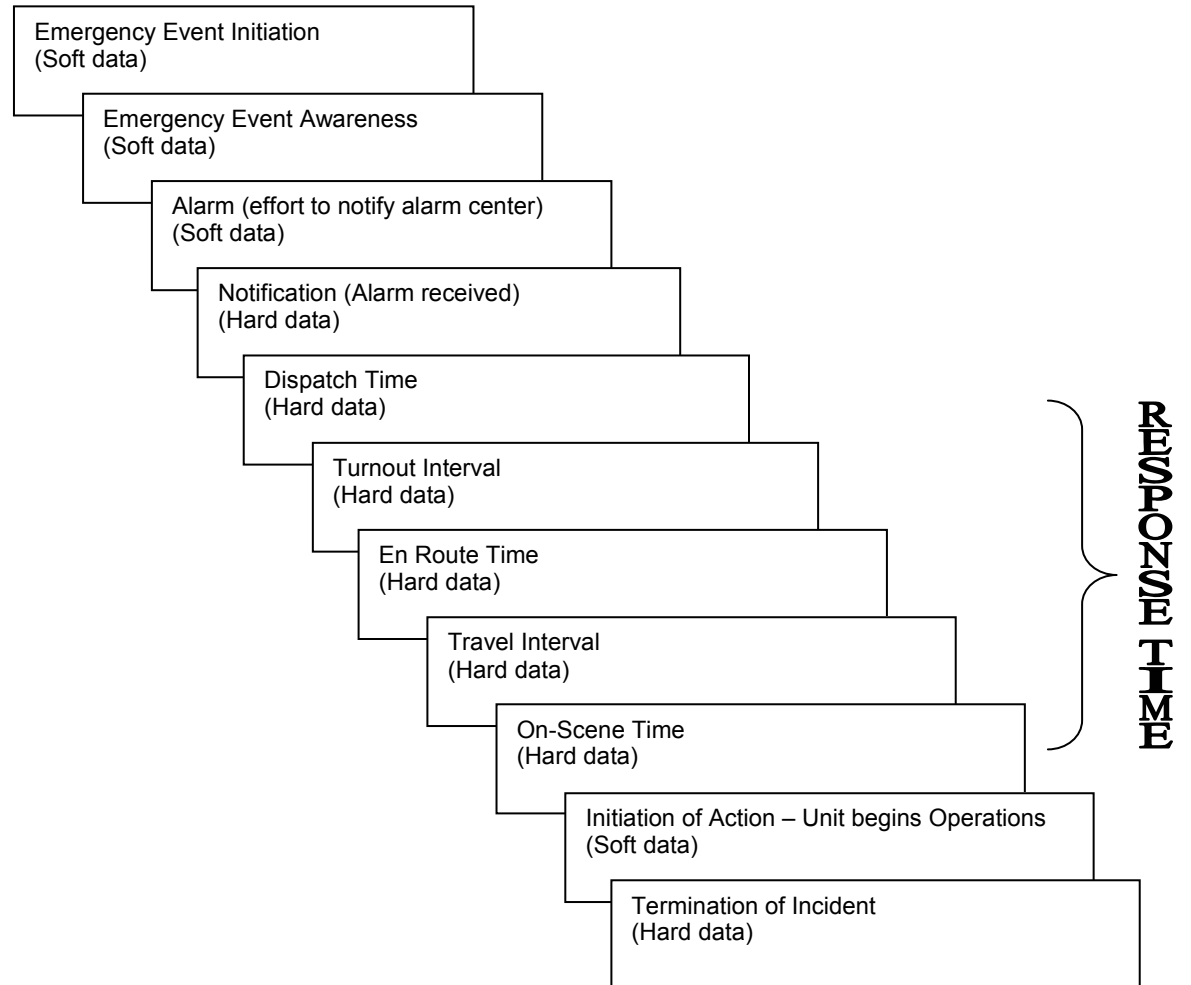 Emergency Event Initiation
(Soft data)
Emergency Event Awareness
(Soft data)
Alarm (effort to notify alarm center)
(Soft data)
Notification (Alarm received)
(Hard data)
Dispatch Time
(Hard data)
Turnout Interval
(Hard data)
En Route Time
(Hard data)
Travel Interval
(Hard data)
On-Scene Time
(Hard data)
Initiation of Action – Unit begins Operations
(Soft data)
Termination of Incident
(Hard data)
RESPONSE TIME